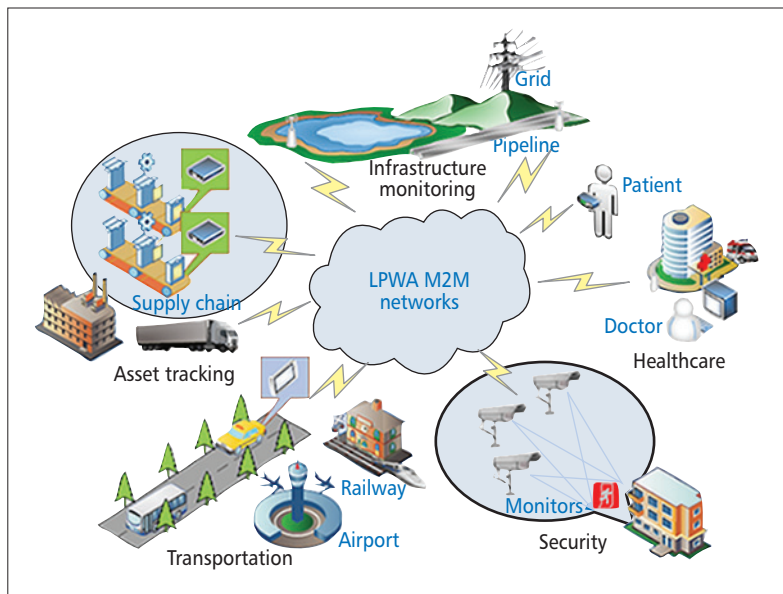 Grid
Pipeline
Infrastructure
monitoring
Patient
Supply chain
LPWA M2M
networks
Doctor
Healthcare
Asset tracking
Railway
Airport
Transportation
Monitors
Security